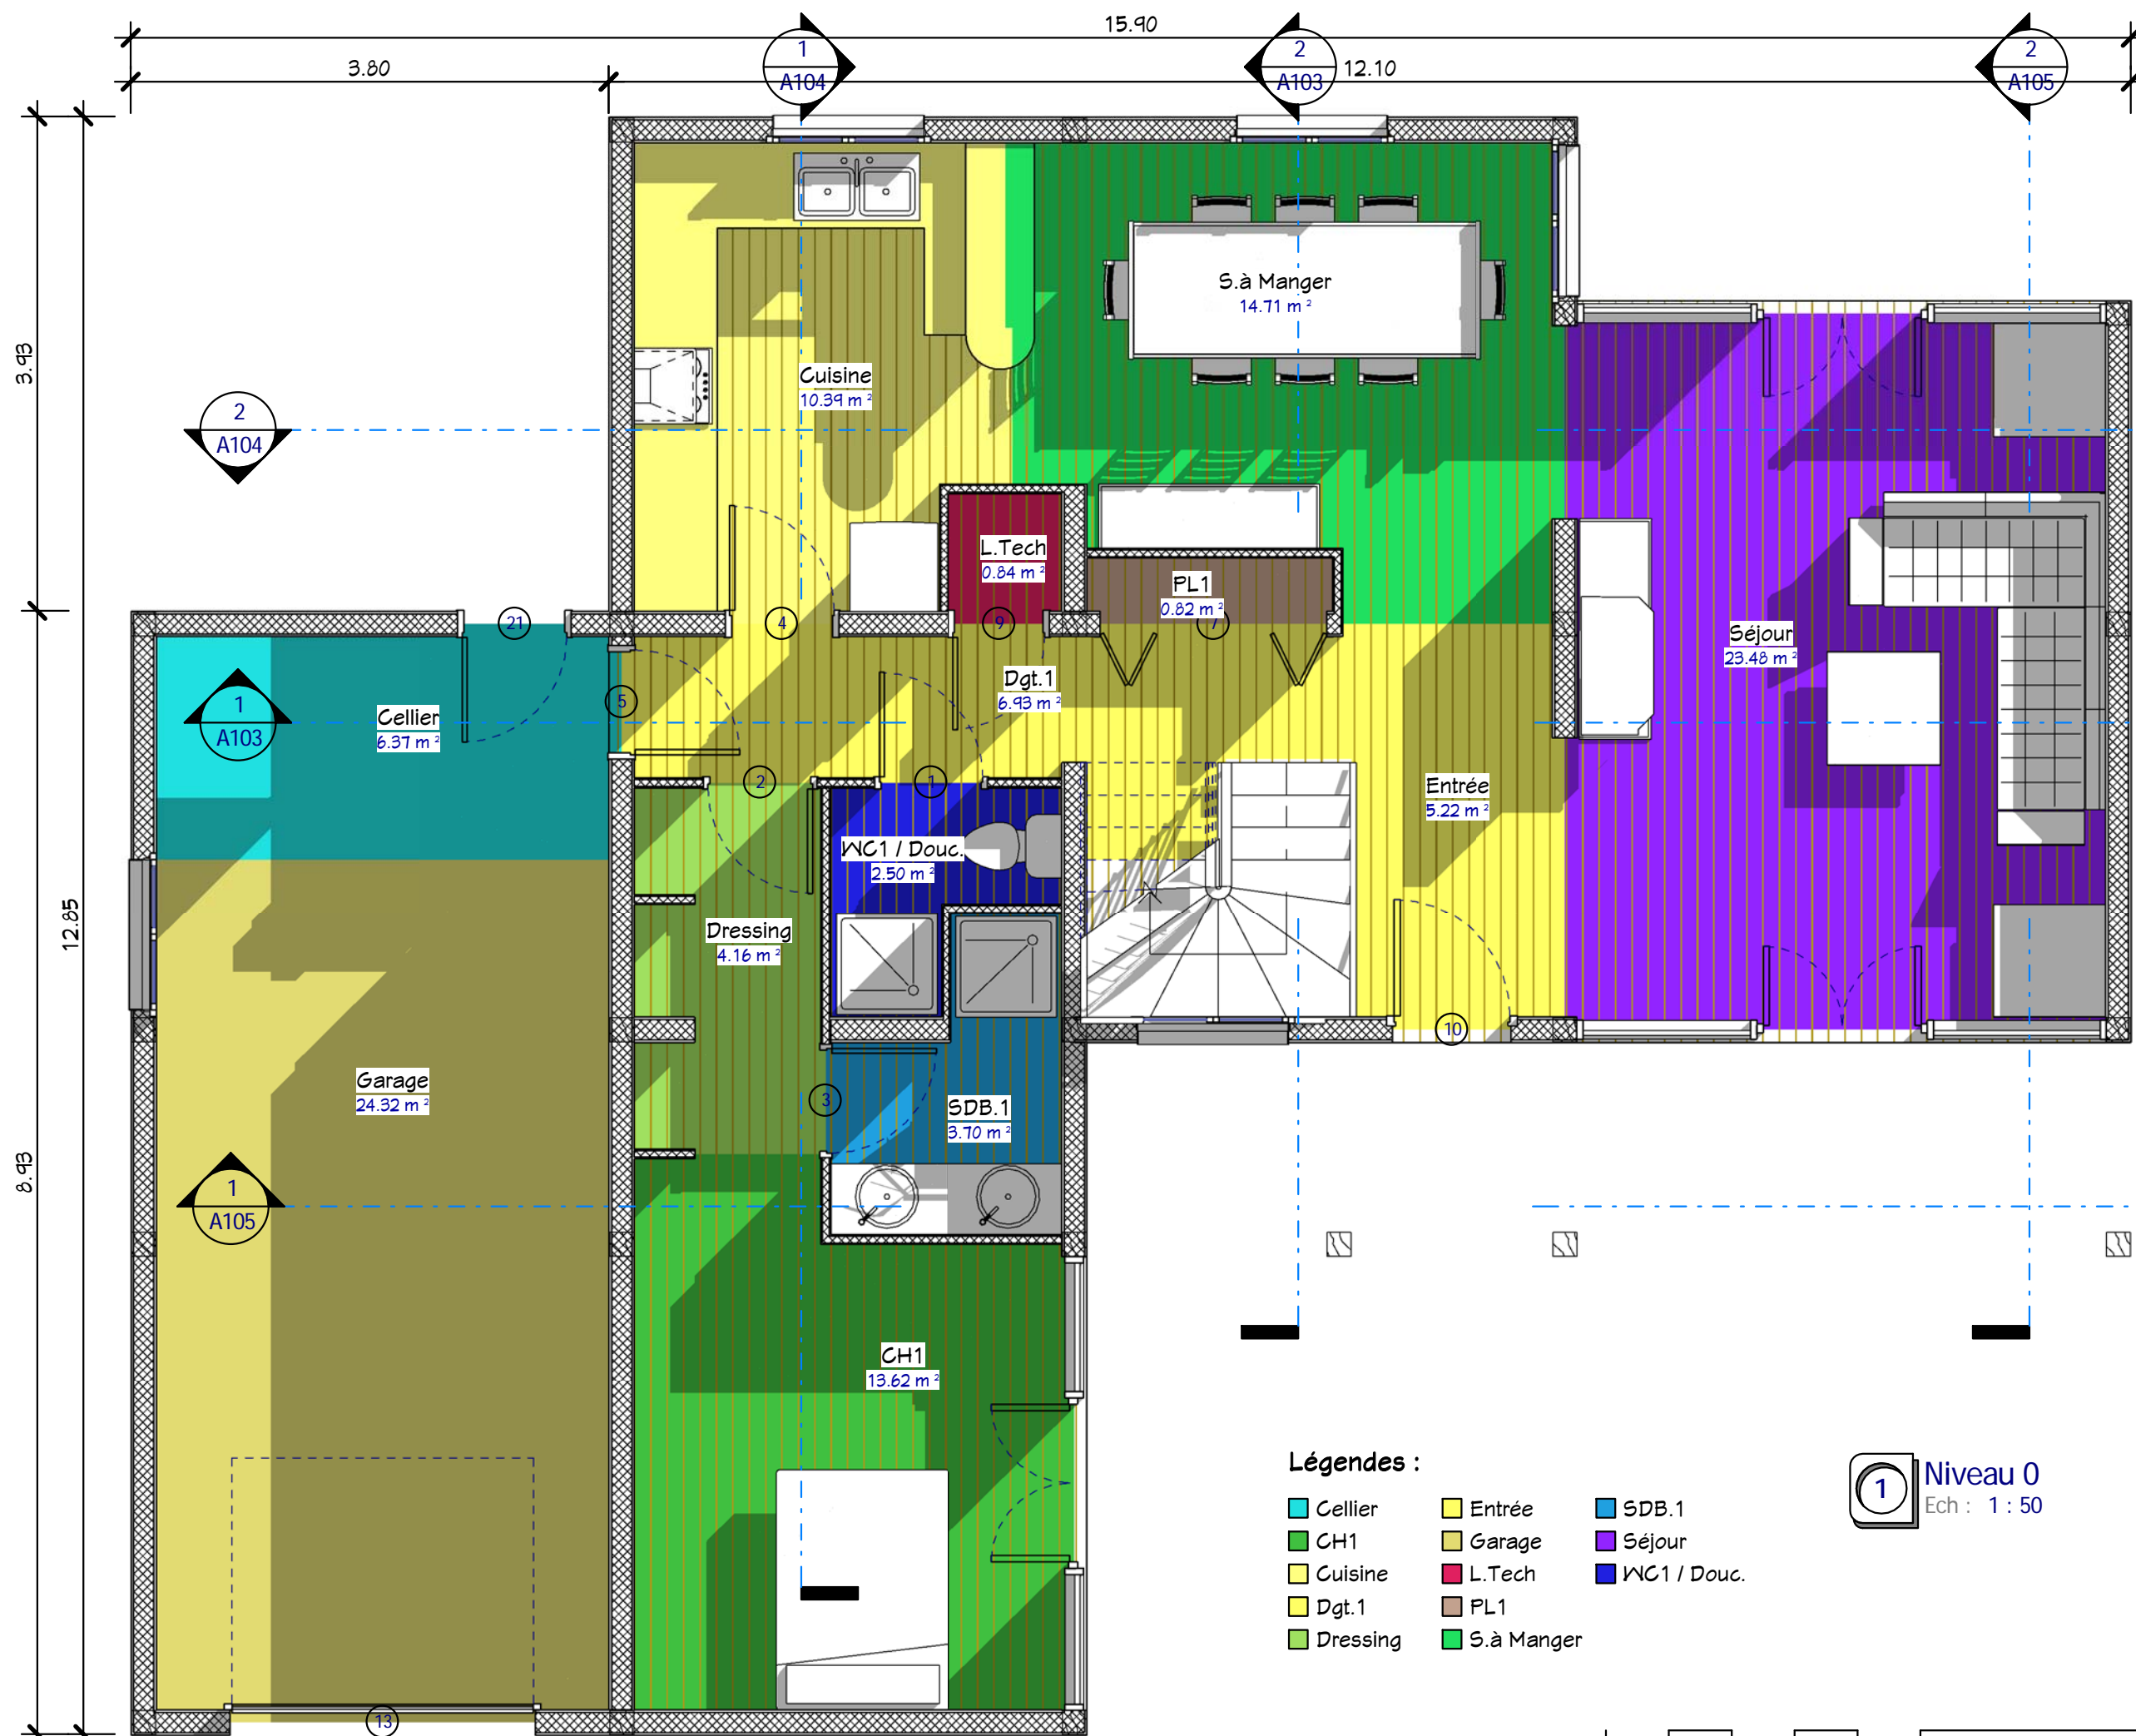 15.90
3.80
12.10
1
A104
2
A103
2
A105
3.93
12.85
8.93
2
A104
1
A103
1
A105
S.à Manger
14.71 m²
Cuisine
10.39 m²
L.Tech
0.84 m²
PL1
0.82 m²
Séjour
23.48 m²
21
4
9
7
5
Dgt.1
6.93 m²
Cellier
6.37 m²
2
1
Entrée
5.22 m²
WC1 / Douc.
2.50 m²
Dressing
4.16 m²
10
Garage
24.32 m²
3
SDB.1
3.70 m²
CH1
13.62 m²
13
Légendes :
Cellier
CH1
Cuisine
Dgt.1
Dressing
Entrée
Garage
L.Tech
PL1
S.à Manger
SDB.1
Séjour
WC1 / Douc.
1
Niveau 0
Ech : 1 : 50